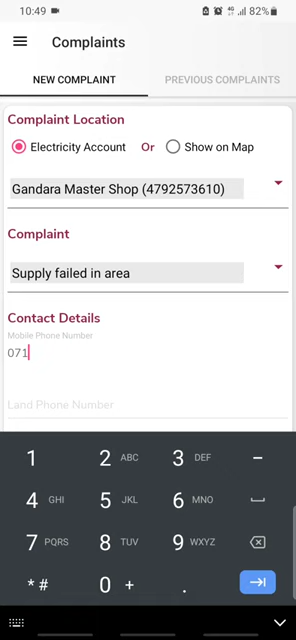 10:49
4G
82%
Complaints
NEW COMPLAINT
PREVIOUS COMPLAINTS
Complaint Location
Electricity Account
Or
Show on Map
Gandara Master Shop (4792573610)
Complaint
Supply failed in area
Contact Details
Mobile Phone Number
071
Land Phone Number
1
2 ABC
3 DEF
-
4 GHI
5 JKL
6 MNO
7 PQRS
8 TUV
9 WXYZ
* #
0 +
.